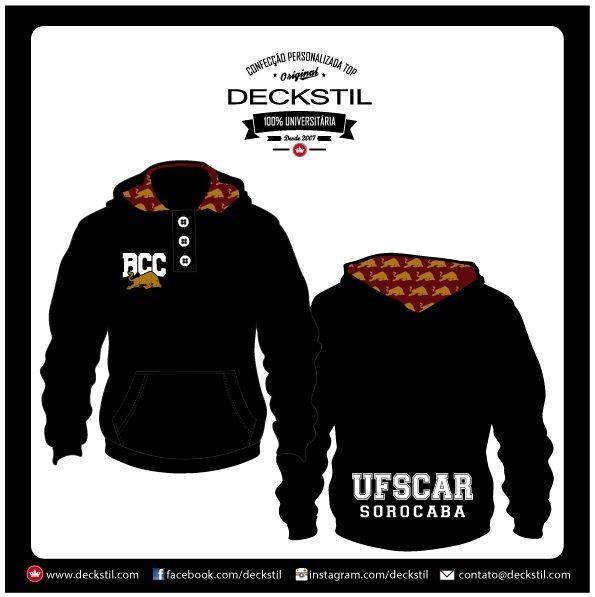 CONFECÇÃO PERSONALIZADA TOP
Original
DECKSTIL
100% UNIVERSITÁRIA
Desde 2007
BCC
UFSCAR
SOROCABA
www.deckstil.com facebook.com/deckstil instagram.com/deckstil contato@deckstil.com